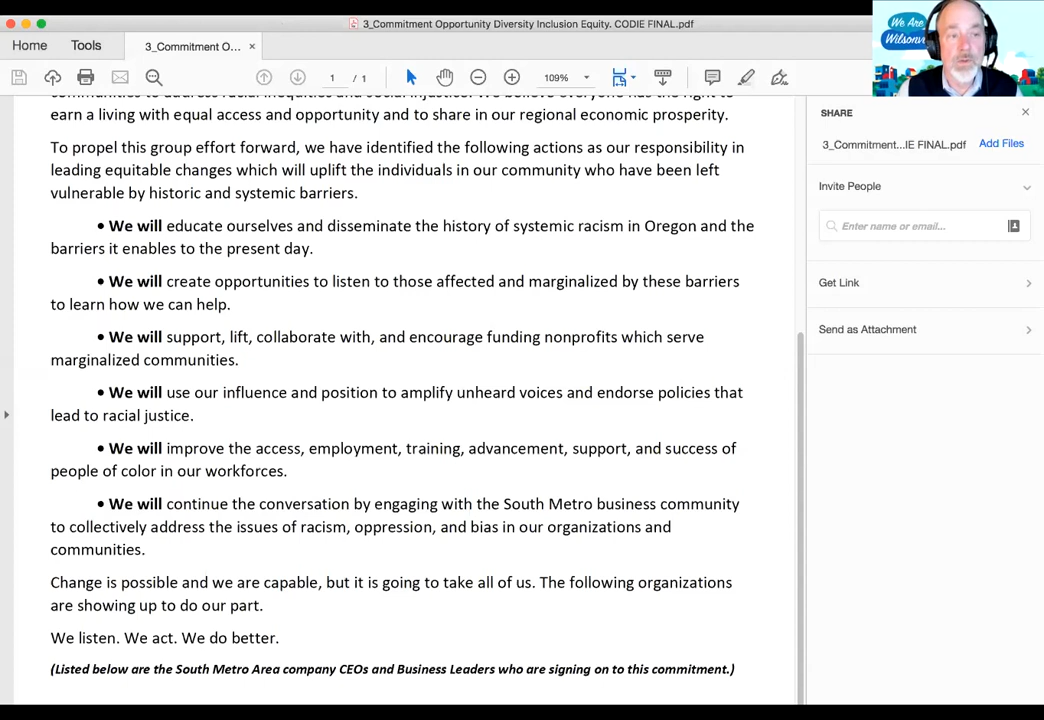 3_Commitment Opportunity Diversity Inclusion Equity. CODIE FINAL.pdf
We Are
Wilsonv
Home
Tools
3_Commitment O...
1 / 1
109%
SHARE
3_Commitment...IE FINAL.pdf
Add Files
Invite People
Enter name or email...
Get Link
Send as Attachment
earn a living with equal access and opportunity and to share in our regional economic prosperity.
To propel this group effort forward, we have identified the following actions as our responsibility in
leading equitable changes which will uplift the individuals in our community who have been left
vulnerable by historic and systemic barriers.
• We will educate ourselves and disseminate the history of systemic racism in Oregon and the
barriers it enables to the present day.
• We will create opportunities to listen to those affected and marginalized by these barriers
to learn how we can help.
• We will support, lift, collaborate with, and encourage funding nonprofits which serve
marginalized communities.
• We will use our influence and position to amplify unheard voices and endorse policies that
lead to racial justice.
• We will improve the access, employment, training, advancement, support, and success of
people of color in our workforces.
• We will continue the conversation by engaging with the South Metro business community
to collectively address the issues of racism, oppression, and bias in our organizations and
communities.
Change is possible and we are capable, but it is going to take all of us. The following organizations
are showing up to do our part.
We listen. We act. We do better.
(Listed below are the South Metro Area company CEOs and Business Leaders who are signing on to this commitment.)